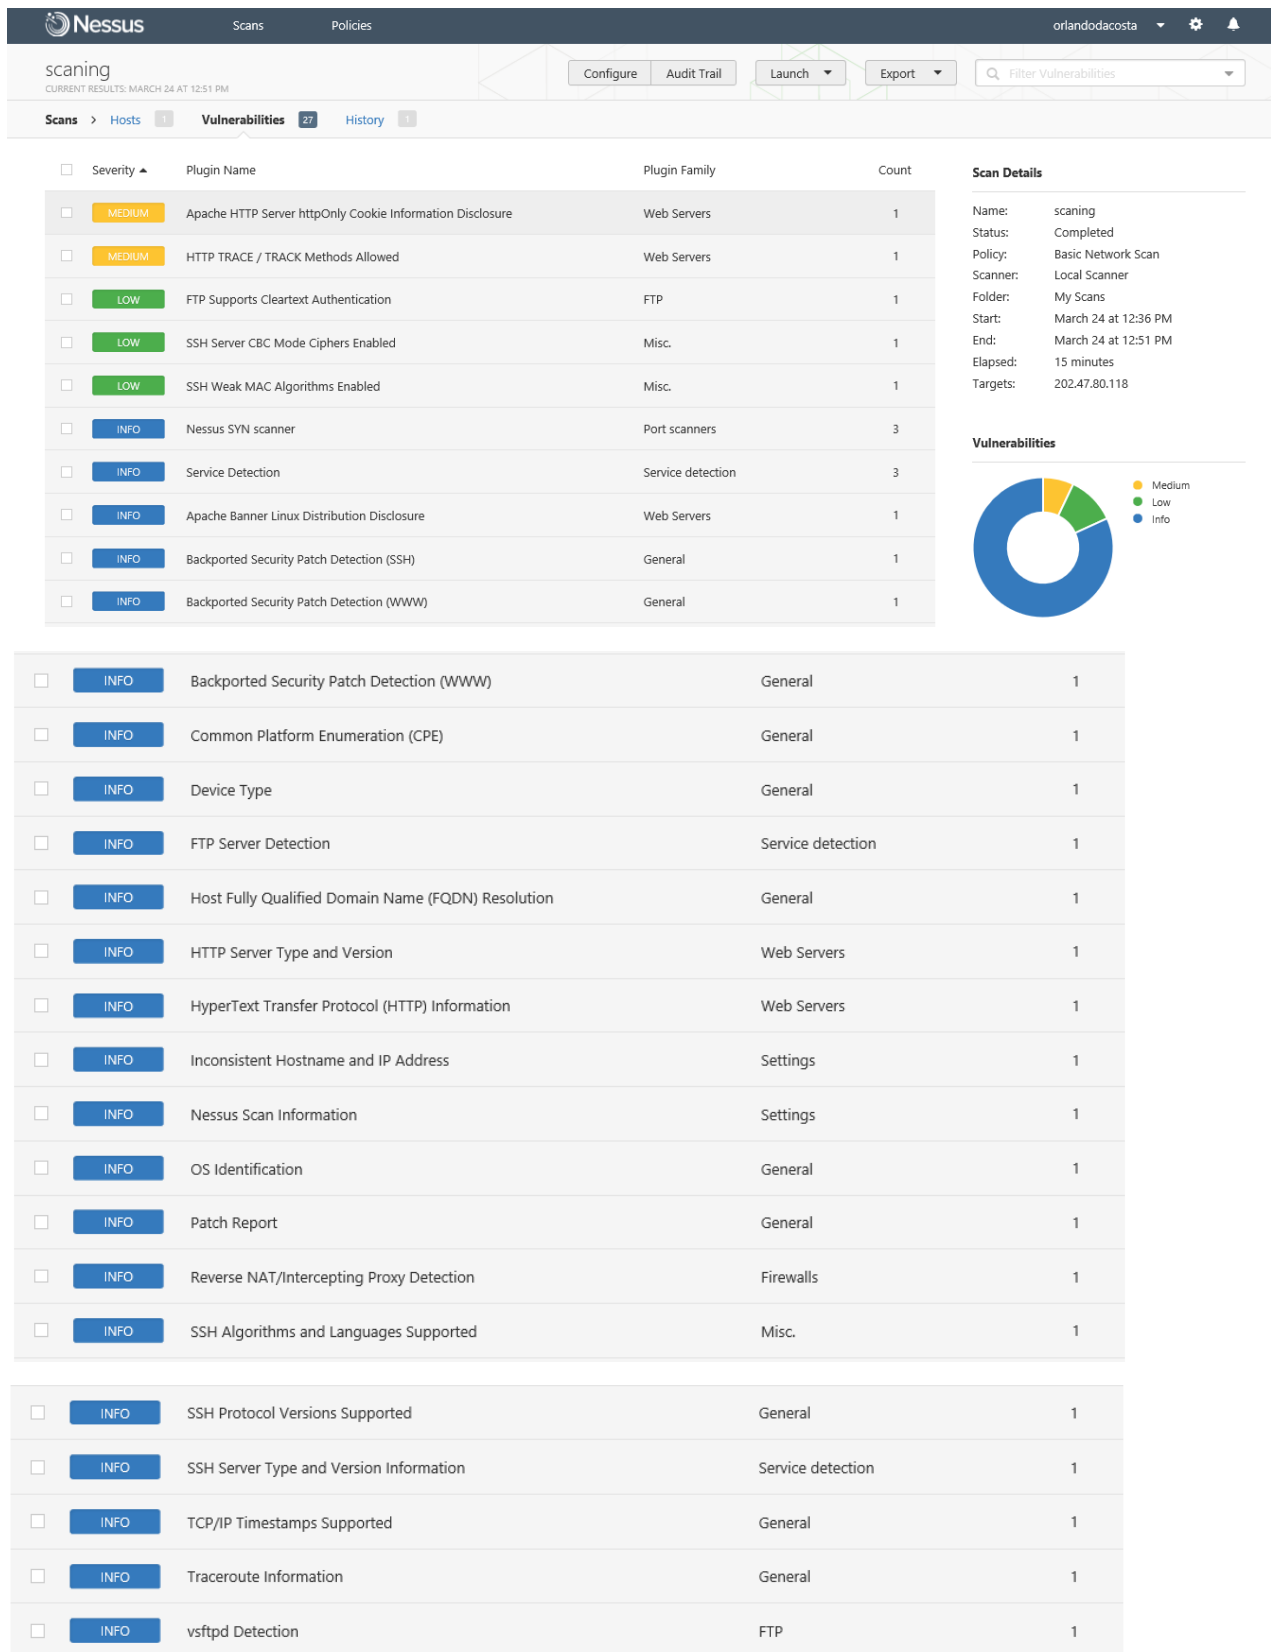 Nessus Scans Policies orlandodacosta
scaning Configure Audit Trail Launch Export Filter Vulnerabilities
CURRENT RESULTS: MARCH 24 AT 12:51 PM
Scans > Hosts 1 Vulnerabilities 27 History 1
Severity Plugin Name Plugin Family Count
MEDIUM Apache HTTP Server httpOnly Cookie Information Disclosure Web Servers 1
MEDIUM HTTP TRACE / TRACK Methods Allowed Web Servers 1
LOW FTP Supports Cleartext Authentication FTP 1
LOW SSH Server CBC Mode Ciphers Enabled Misc. 1
LOW SSH Weak MAC Algorithms Enabled Misc. 1
INFO Nessus SYN scanner Port scanners 3
INFO Service Detection Service detection 3
INFO Apache Banner Linux Distribution Disclosure Web Servers 1
INFO Backported Security Patch Detection (SSH) General 1
INFO Backported Security Patch Detection (WWW) General 1
Scan Details
Name: scaning
Status: Completed
Policy: Basic Network Scan
Scanner: Local Scanner
Folder: My Scans
Start: March 24 at 12:36 PM
End: March 24 at 12:51 PM
Elapsed: 15 minutes
Targets: 202.47.80.118
Vulnerabilities
Medium
Low
Info
INFO Backported Security Patch Detection (WWW) General 1
INFO Common Platform Enumeration (CPE) General 1
INFO Device Type General 1
INFO FTP Server Detection Service detection 1
INFO Host Fully Qualified Domain Name (FQDN) Resolution General 1
INFO HTTP Server Type and Version Web Servers 1
INFO HyperText Transfer Protocol (HTTP) Information Web Servers 1
INFO Inconsistent Hostname and IP Address Settings 1
INFO Nessus Scan Information Settings 1
INFO OS Identification General 1
INFO Patch Report General 1
INFO Reverse NAT/Intercepting Proxy Detection Firewalls 1
INFO SSH Algorithms and Languages Supported Misc. 1
INFO SSH Protocol Versions Supported General 1
INFO SSH Server Type and Version Information Service detection 1
INFO TCP/IP Timestamps Supported General 1
INFO Traceroute Information General 1
INFO vsftpd Detection FTP 1